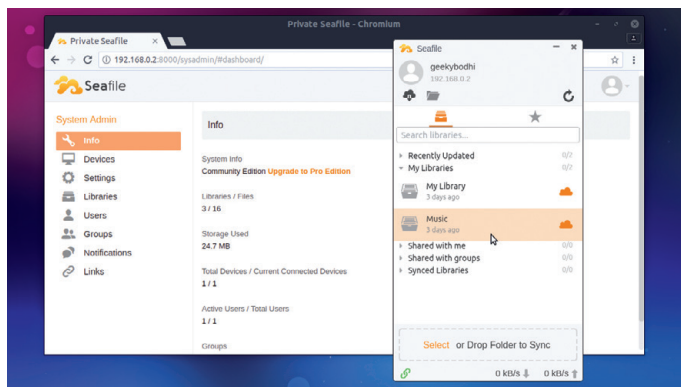 Private Seafile - Chromium
Private Seafile
192.168.0.2:8000/sysadmin/#dashboard/
Seafile
System Admin
Info
Devices
Settings
Libraries
Users
Groups
Notifications
Links
Info
System Info
Community Edition Upgrade to Pro Edition
Libraries / Files
3 / 16
Storage Used
24.7 MB
Total Devices / Current Connected Devices
1 / 1
Active Users / Total Users
1 / 1
Groups
Seafile
geekybodhi
192.168.0.2
Search libraries...
Recently Updated 0/2
My Libraries 0/2
My Library
3 days ago
Music
3 days ago
Shared with me 0/0
Shared with groups 0/0
Synced Libraries 0/0
Select or Drop Folder to Sync
0 kB/s 0 kB/s